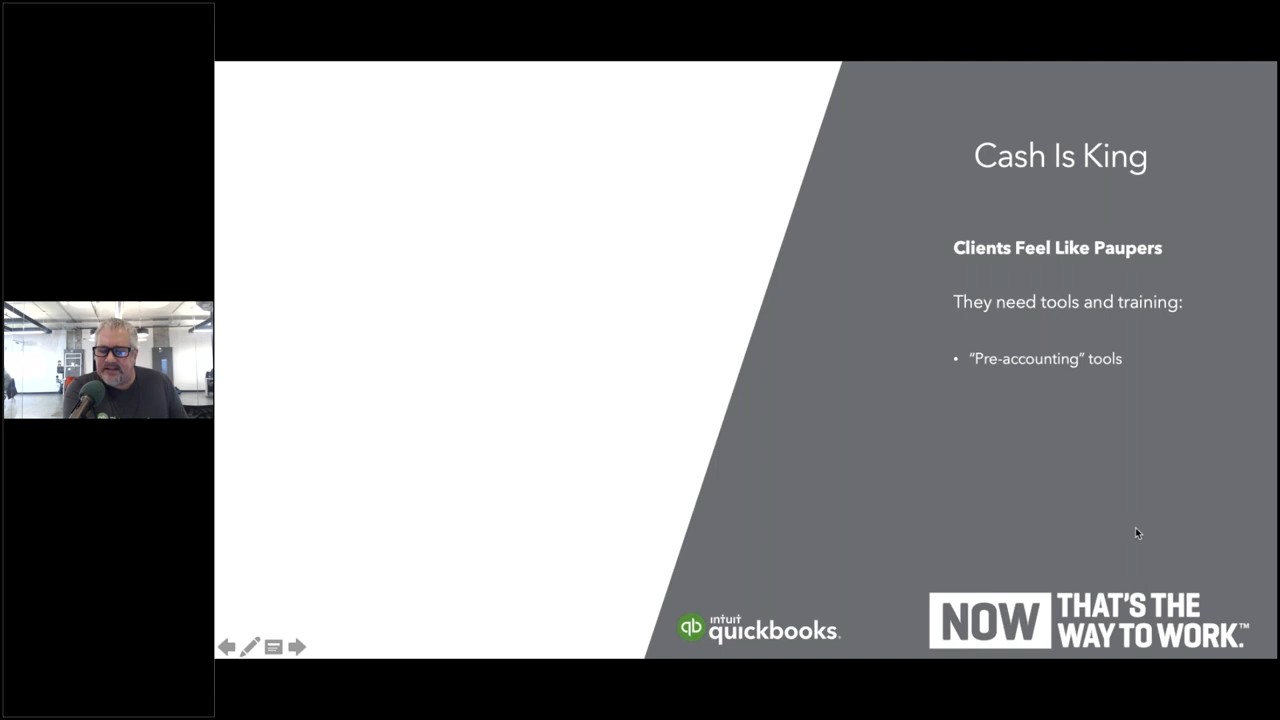 Cash Is King
Clients Feel Like Paupers
They need tools and training:
• “Pre-accounting” tools
qb
intuit
quickbooks.
NOW
THAT'S THE
WAY TO WORK.™